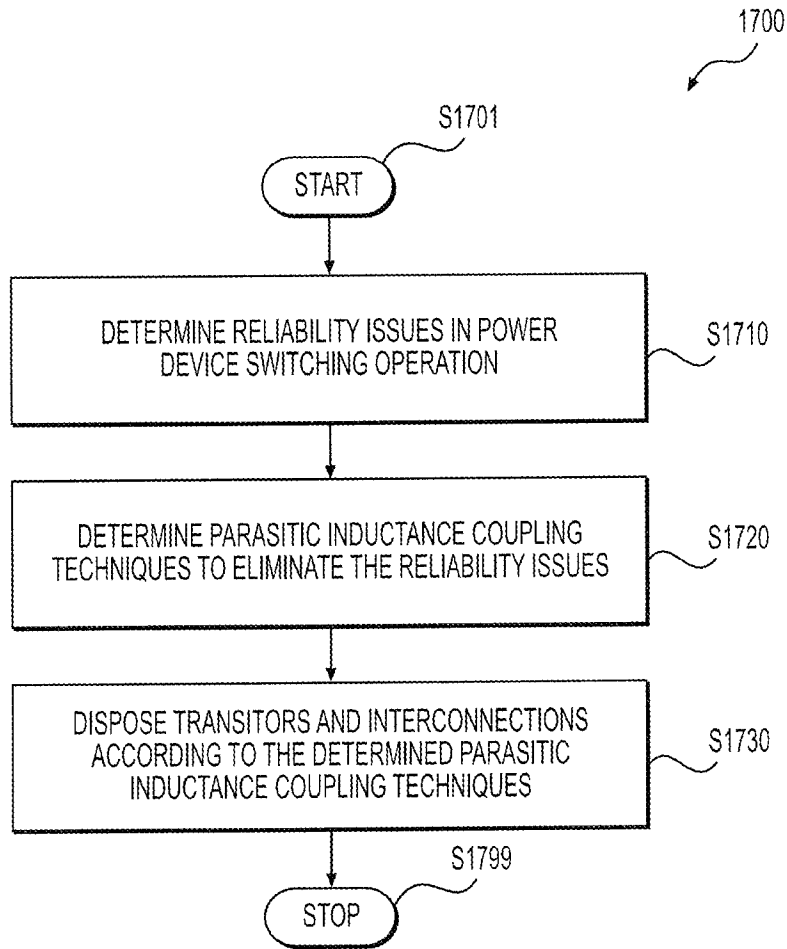 1700
S1701
START
DETERMINE RELIABILITY ISSUES IN POWER
DEVICE SWITCHING OPERATION
S1710
DETERMINE PARASITIC INDUCTANCE COUPLING
TECHNIQUES TO ELIMINATE THE RELIABILITY ISSUES
S1720
DISPOSE TRANSITORS AND INTERCONNECTIONS
ACCORDING TO THE DETERMINED PARASITIC
INDUCTANCE COUPLING TECHNIQUES
S1730
S1799
STOP